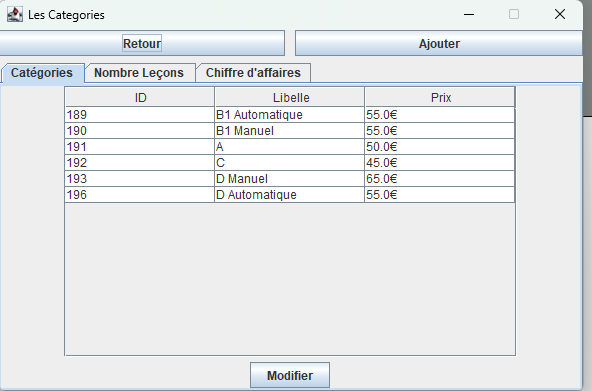 Les Categories
Retour Ajouter
Catégories Nombre Leçons Chiffre d'affaires
ID Libelle Prix
189 B1 Automatique 55.0€
190 B1 Manuel 55.0€
191 A 50.0€
192 C 45.0€
193 D Manuel 65.0€
196 D Automatique 55.0€
Modifier